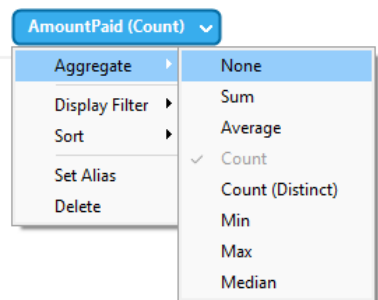 AmountPaid (Count)
Aggregate
Display Filter
Sort
Set Alias
Delete
None
Sum
Average
Count
Count (Distinct)
Min
Max
Median